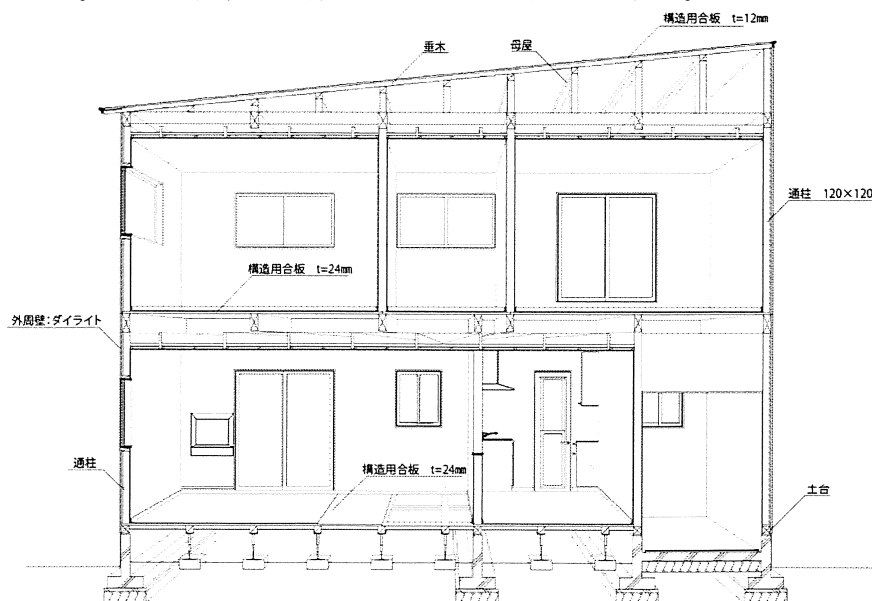 構造用合板 t=12㎜
垂木
母屋
通柱 120×120
構造用合板 t=24㎜
外周壁:ダイライト
通柱
構造用合板 t=24㎜
土台